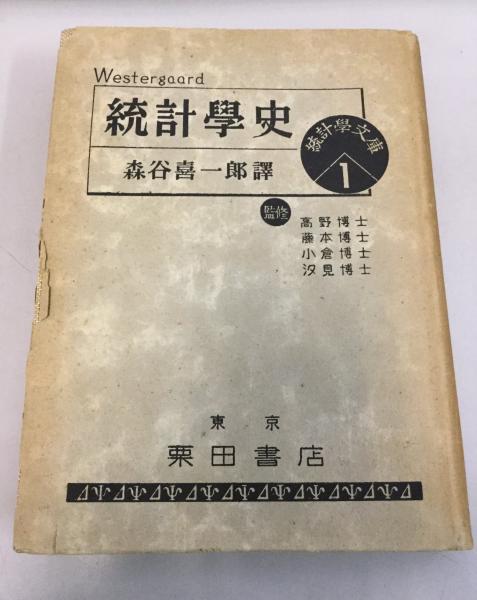 Westergaard
統計學史
森谷喜一郎譯
統計學文庫
1
監修
高野博士
藤本博士
小倉博士
汐見博士
東京
栗田書店